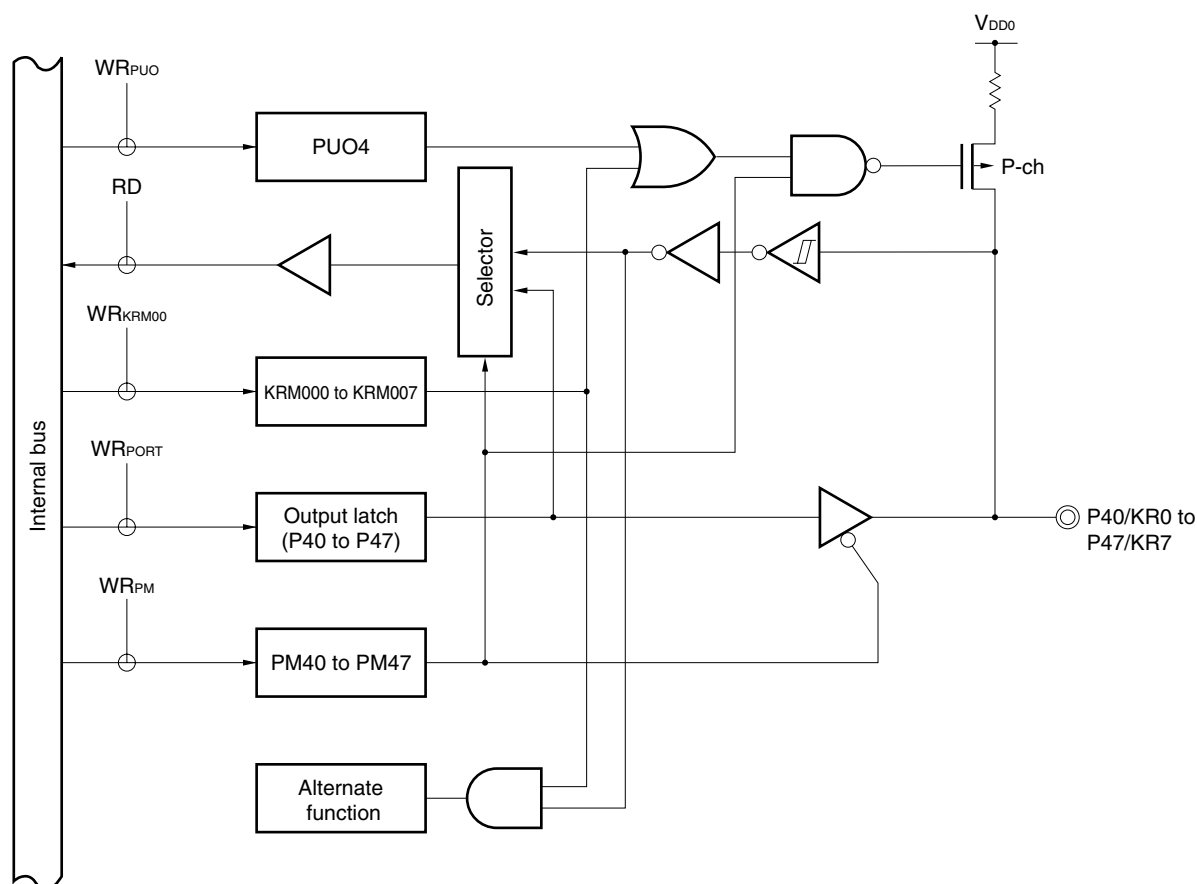 VDD0
WRPUO
PUO4
P-ch
RD
Selector
WRKRM00
KRM000 to KRM007
WRPORT
Internal bus
Output latch
(P40 to P47)
P40/KR0 to
P47/KR7
WRPM
PM40 to PM47
Alternate
function